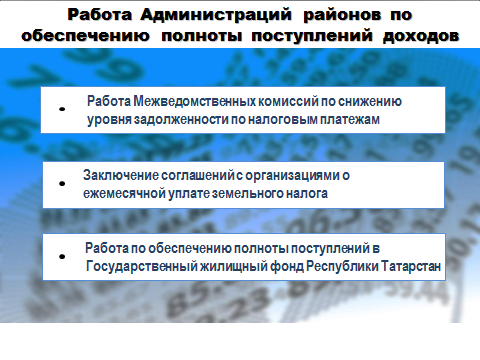 Работа Администраций районов по
обеспечению полноты поступлений доходов
• Работа Межведомственных комиссий по снижению
уровня задолженности по налоговым платежам
• Заключение соглашений с организациями о
ежемесячной уплате земельного налога
• Работа по обеспечению полноты поступлений в
Государственный жилищный фонд Республики Татарстан